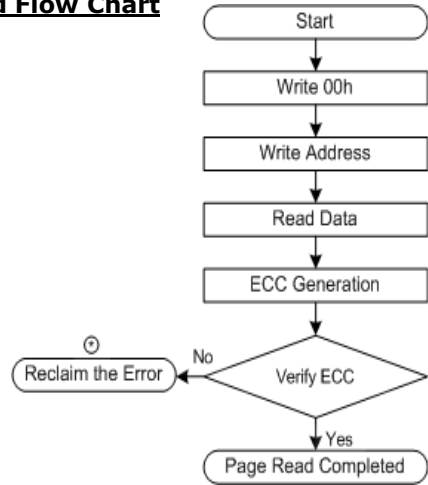 Flow Chart
Start
Write 00h
Write Address
Read Data
ECC Generation
*
No
Reclaim the Error
Verify ECC
Yes
Page Read Completed